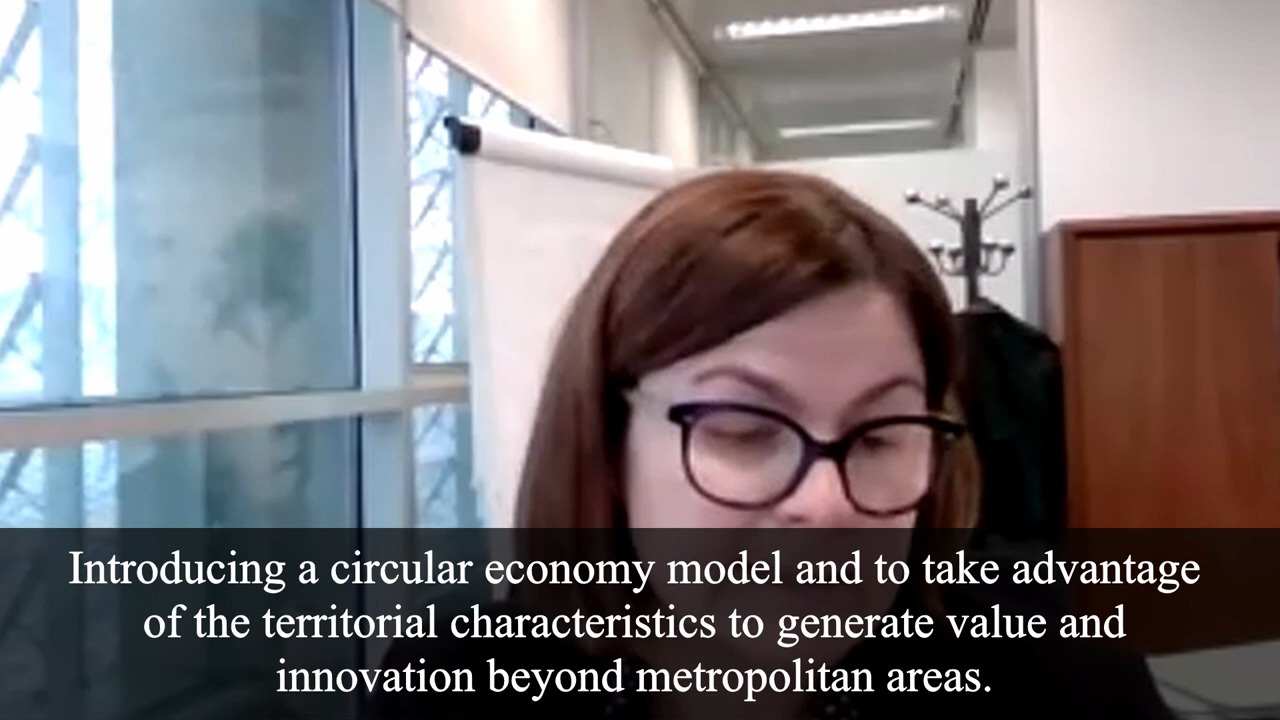 Introducing a circular economy model and to take advantage
of the territorial characteristics to generate value and
innovation beyond metropolitan areas.